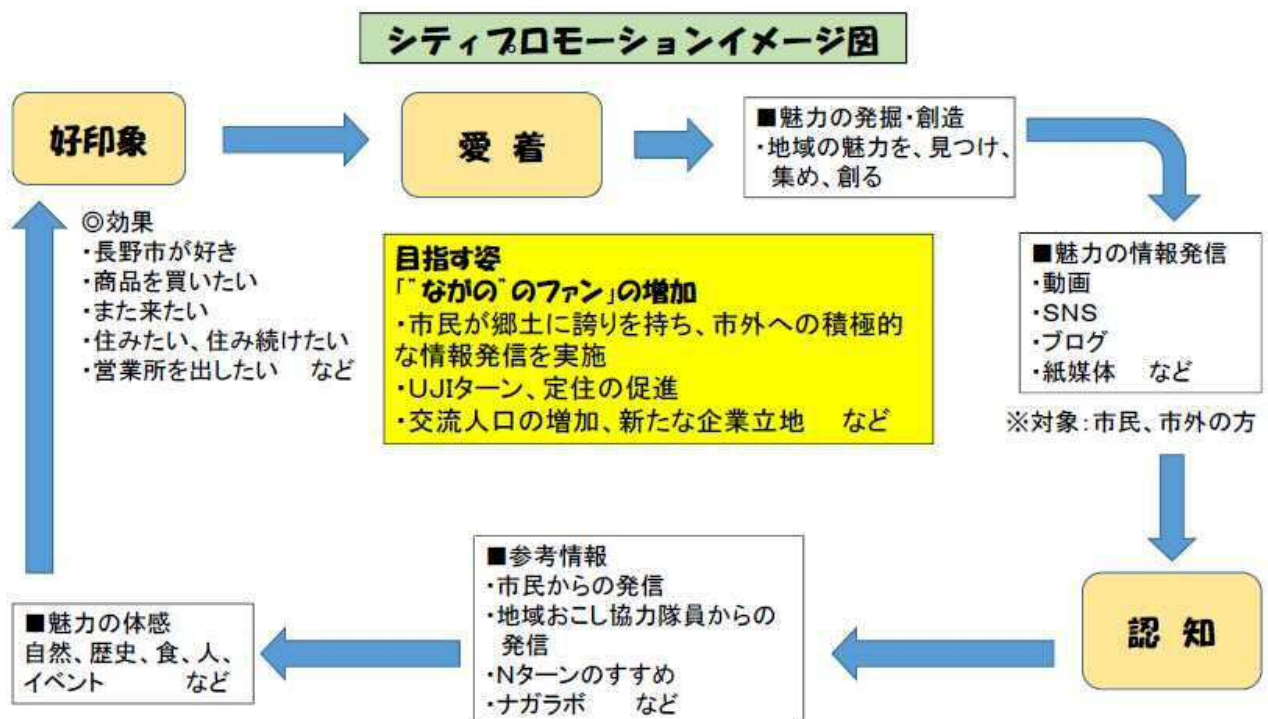 シティプロモーションイメージ図
好印象
愛着
■魅力の発掘・創造
・地域の魅力を、見つけ、
集め、創る
◎効果
・長野市が好き
・商品を買いたい
・また来たい
・住みたい、住み続けたい
・営業所を出したい など
目指す姿
「"ながの"のファン」の増加
・市民が郷土に誇りを持ち、市外への積極的
な情報発信を実施
・UJIターン、定住の促進
・交流人口の増加、新たな企業立地 など
■魅力の情報発信
・動画
・SNS
・ブログ
・紙媒体 など
※対象:市民、市外の方
認知
■参考情報
・市民からの発信
・地域おこし協力隊員からの
発信
・Nターンのすすめ
・ナガラボ など
■魅力の体感
自然、歴史、食、人、
イベント など